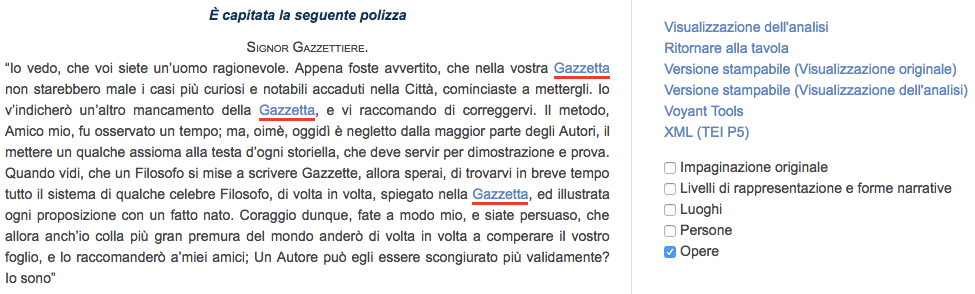 È capitata la seguente polizza
Signor Gazzettiere.
“Io vedo, che voi siete un’uomo ragionevole. Appena foste avvertito, che nella vostra Gazzetta
non starebbero male i casi più curiosi e notabili accaduti nella Città, cominciaste a mettergli. Io
v’indicherò un’altro mancamento della Gazzetta, e vi raccomando di correggervi. Il metodo,
Amico mio, fu osservato un tempo; ma, oimè, oggidì è negletto dalla maggior parte degli Autori, il
mettere un qualche assioma alla testa d’ogni storiella, che deve servir per dimostrazione e prova.
Quando vidi, che un Filosofo si mise a scrivere Gazzette, allora sperai, di trovarvi in breve tempo
tutto il sistema di qualche celebre Filosofo, di volta in volta, spiegato nella Gazzetta, ed illustrata
ogni proposizione con un fatto nato. Coraggio dunque, fate a modo mio, e siate persuaso, che
allora anch’io colla più gran premura del mondo anderò di volta in volta a comperare il vostro
foglio, e lo raccomanderò a’miei amici; Un Autore può egli essere scongiurato più validamente?
Io sono”
Visualizzazione dell'analisi
Ritornare alla tavola
Versione stampabile (Visualizzazione originale)
Versione stampabile (Visualizzazione dell'analisi)
Voyant Tools
XML (TEI P5)
Impaginazione originale
Livelli di rappresentazione e forme narrative
Luoghi
Persone
Opere